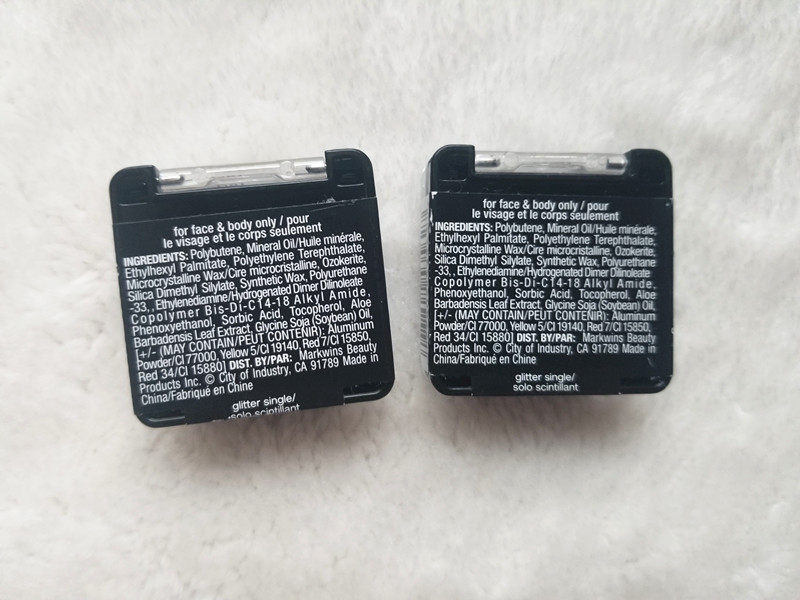 for face & body only / pour
le visage et le corps seulement
INGREDIENTS: Polybutene, Mineral Oil/Huile minérale,
Ethylhexyl Palmitate, Polyethylene Terephthalate,
Microcrystalline Wax/Cire microcristalline, Ozokerite,
Silica Dimethyl Silylate, Synthetic Wax, Polyurethane
-33, , Ethylenediamine/Hydrogenated Dimer Dilinoleate
Copolymer Bis-Di-C14-18 Alkyl Amide,
Phenoxyethanol, Sorbic Acid, Tocopherol, Aloe
Barbadensis Leaf Extract, Glycine Soja (Soybean) Oil,
[+/- (MAY CONTAIN/PEUT CONTENIR): Aluminum
Powder/CI 77000, Yellow 5/CI 19140, Red 7/CI 15850,
Red 34/CI 15880] DIST. BY/PAR: Markwins Beauty
Products Inc. © City of Industry, CA 91789 Made in
China/Fabriqué en Chine
glitter single/
solo scintillant
for face & body only / pour
le visage et le corps seulement
INGREDIENTS: Polybutene, Mineral Oil/Huile minérale,
Ethylhexyl Palmitate, Polyethylene Terephthalate,
Microcrystalline Wax/Cire microcristalline, Ozokerite,
Silica Dimethyl Silylate, Synthetic Wax, Polyurethane
-33, , Ethylenediamine/Hydrogenated Dimer Dilinoleate
Copolymer Bis-Di-C14-18 Alkyl Amide,
Phenoxyethanol, Sorbic Acid, Tocopherol, Aloe
Barbadensis Leaf Extract, Glycine Soja (Soybean) Oil,
[+/- (MAY CONTAIN/PEUT CONTENIR): Aluminum
Powder/CI 77000, Yellow 5/CI 19140, Red 7/CI 15850,
Red 34/CI 15880] DIST. BY/PAR: Markwins Beauty
Products Inc. © City of Industry, CA 91789 Made in
China/Fabriqué en Chine
glitter single/
solo scintillant